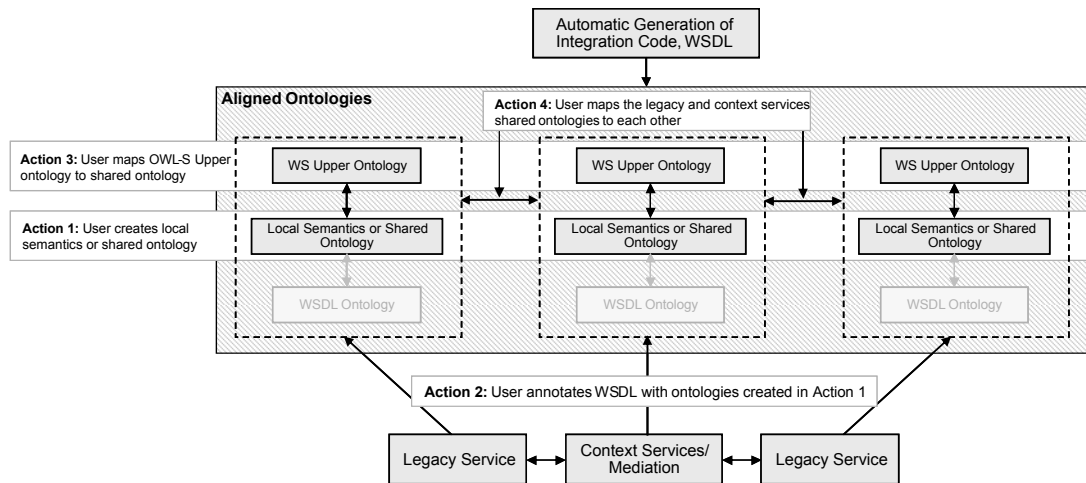 Automatic Generation of
Integration Code, WSDL
Aligned Ontologies
Action 4: User maps the legacy and context services
shared ontologies to each other
Action 3: User maps OWL-S Upper
ontology to shared ontology
WS Upper Ontology
WS Upper Ontology
WS Upper Ontology
Action 1: User creates local
semantics or shared ontology
Local Semantics or Shared
Ontology
Local Semantics or Shared
Ontology
Local Semantics or Shared
Ontology
WSDL Ontology
WSDL Ontology
WSDL Ontology
Action 2: User annotates WSDL with ontologies created in Action 1
Legacy Service
Context Services/
Mediation
Legacy Service